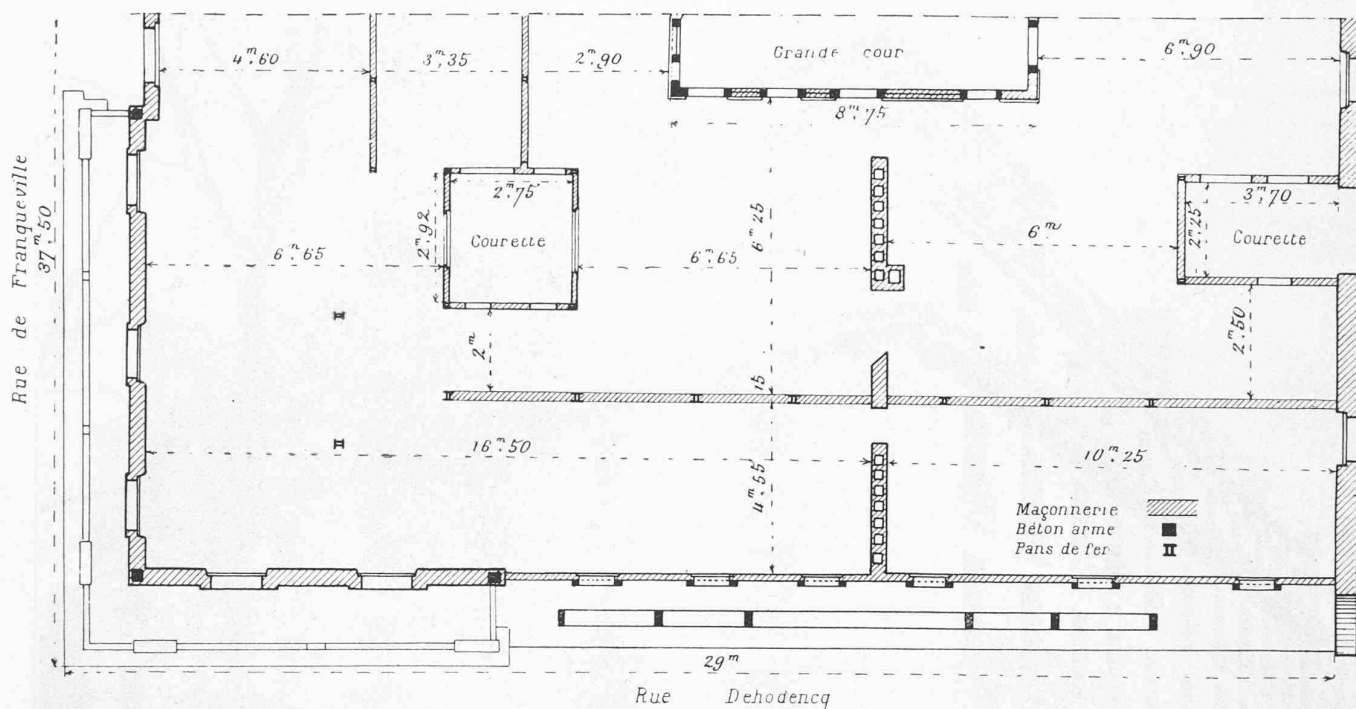 4m.60
3m.35
2m.90
Grande cour
6m.90
8m.75
Rue de Franqueville
37m.50
2m.75
2m.92
Courette
6m.65
6m.65
6m.25
6m
3m.70
2m.25
Courette
2m
15
2m.50
16m.50
4m.55
10m.25
Maçonnerie
Béton arme
Pans de fer
29m
Rue Dehodencq